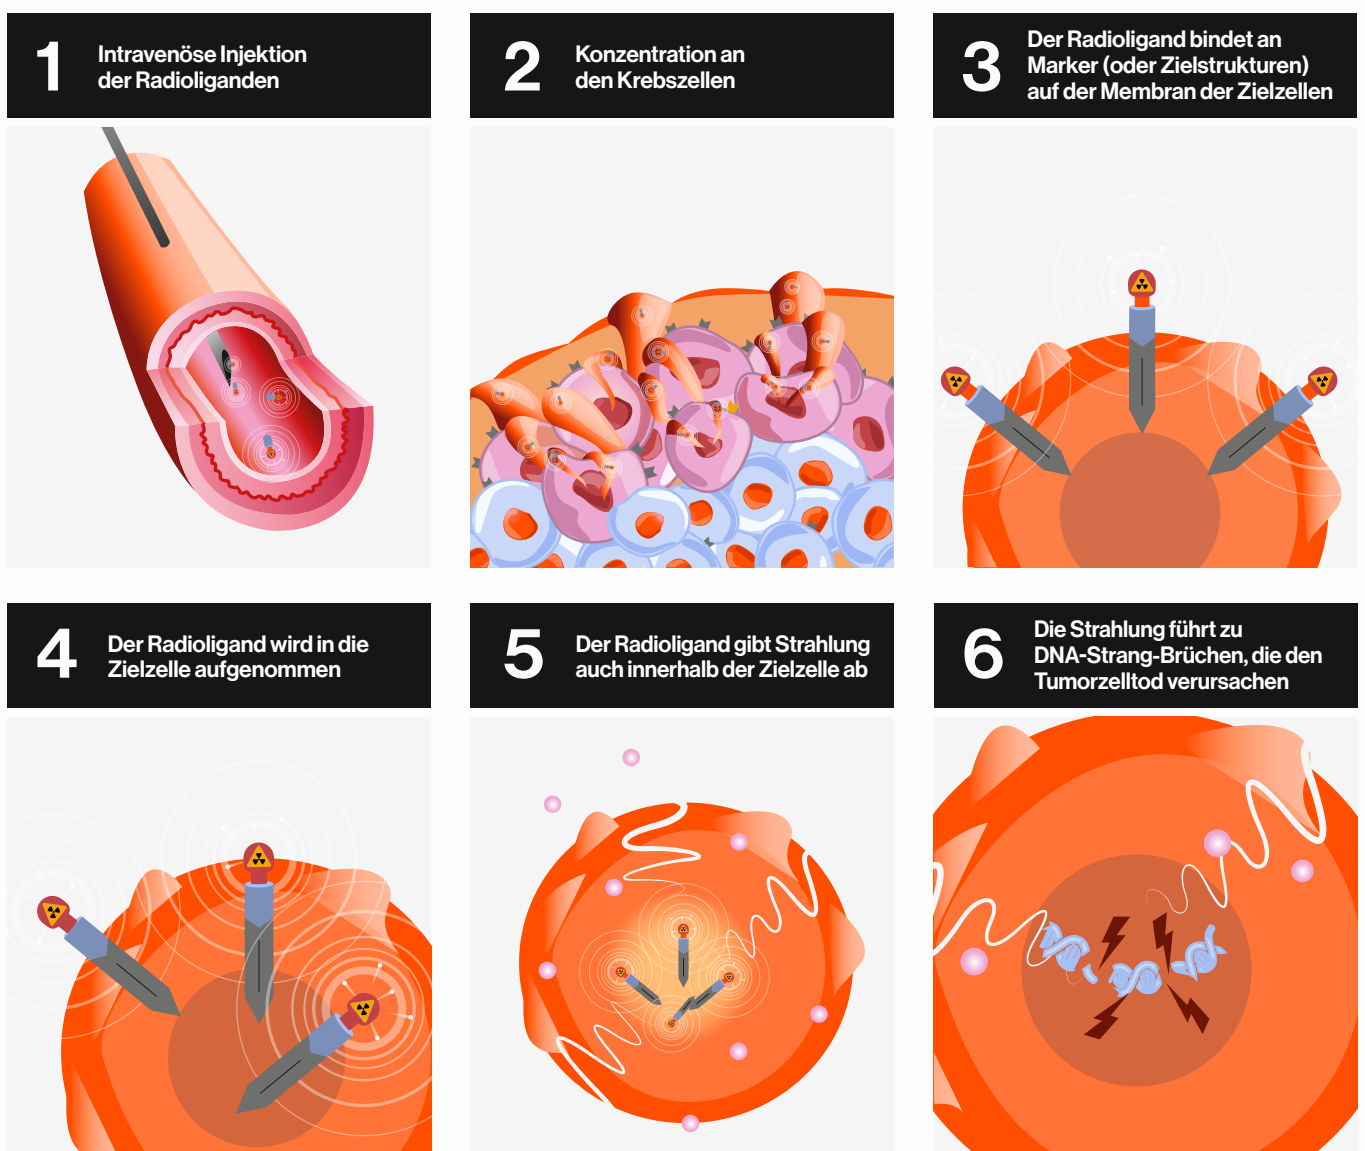 1
Intravenöse Injektion
der Radioliganden
2
Konzentration an
den Krebszellen
3
Der Radioligand bindet an
Marker (oder Zielstrukturen)
auf der Membran der Zielzellen
4
Der Radioligand wird in die
Zielzelle aufgenommen
5
Der Radioligand gibt Strahlung
auch innerhalb der Zielzelle ab
6
Die Strahlung führt zu
DNA-Strang-Brüchen, die den
Tumorzelltod verursachen